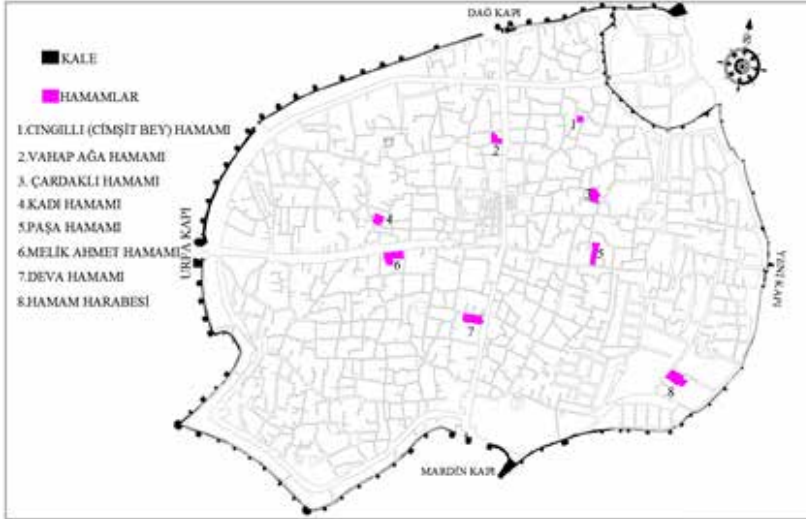 DAĞ KAPI
N
KALE
HAMAMLAR
1.CINGILLI (CİMŞİT BEY) HAMAMI
2.VAHAP AĞA HAMAMI
3. ÇARDAKLI HAMAMI
4.KADI HAMAMI
5.PAŞA HAMAMI
6.MELİK AHMET HAMAMI
7.DEVA HAMAMI
8.HAMAM HARABESİ
URFA KAPI
1
2
3
4
5
6
7
8
YENİ KAPI
MARDİN KAPI